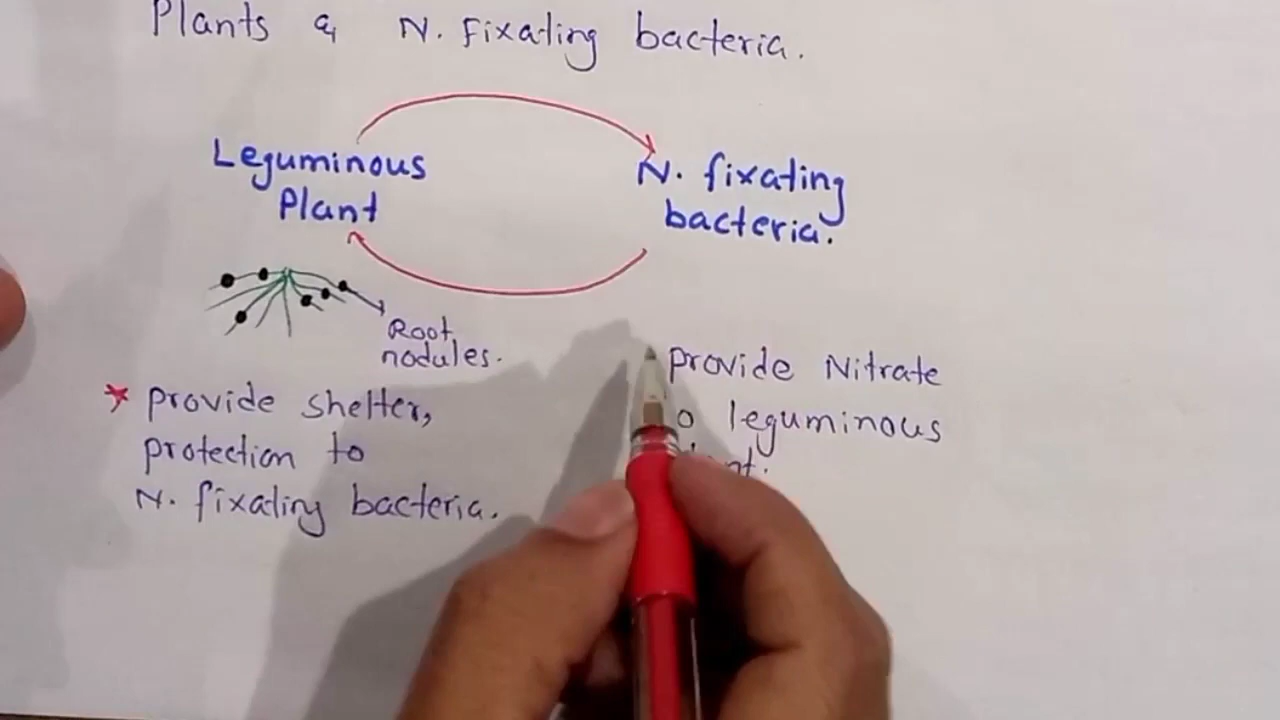 Plants & N. Fixating bacteria.
Leguminous
Plant
N. fixating
bacteria.
Root
nodules.
* provide shelter,
protection to
N. fixating bacteria.
provide Nitrate
leguminous